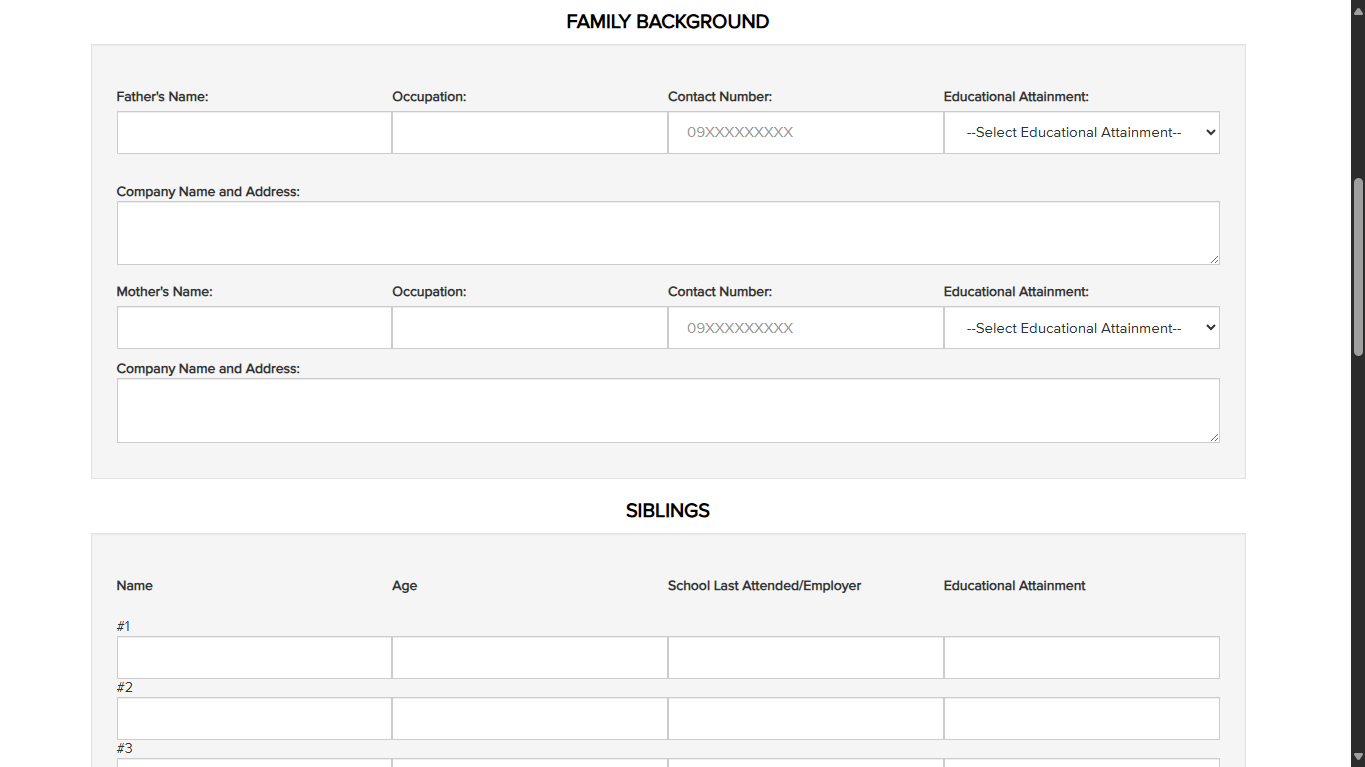 FAMILY BACKGROUND
Father's Name: Occupation: Contact Number: Educational Attainment:
09XXXXXXXXX --Select Educational Attainment--
Company Name and Address:
Mother's Name: Occupation: Contact Number: Educational Attainment:
09XXXXXXXXX --Select Educational Attainment--
Company Name and Address:
SIBLINGS
Name Age School Last Attended/Employer Educational Attainment
#1
#2
#3